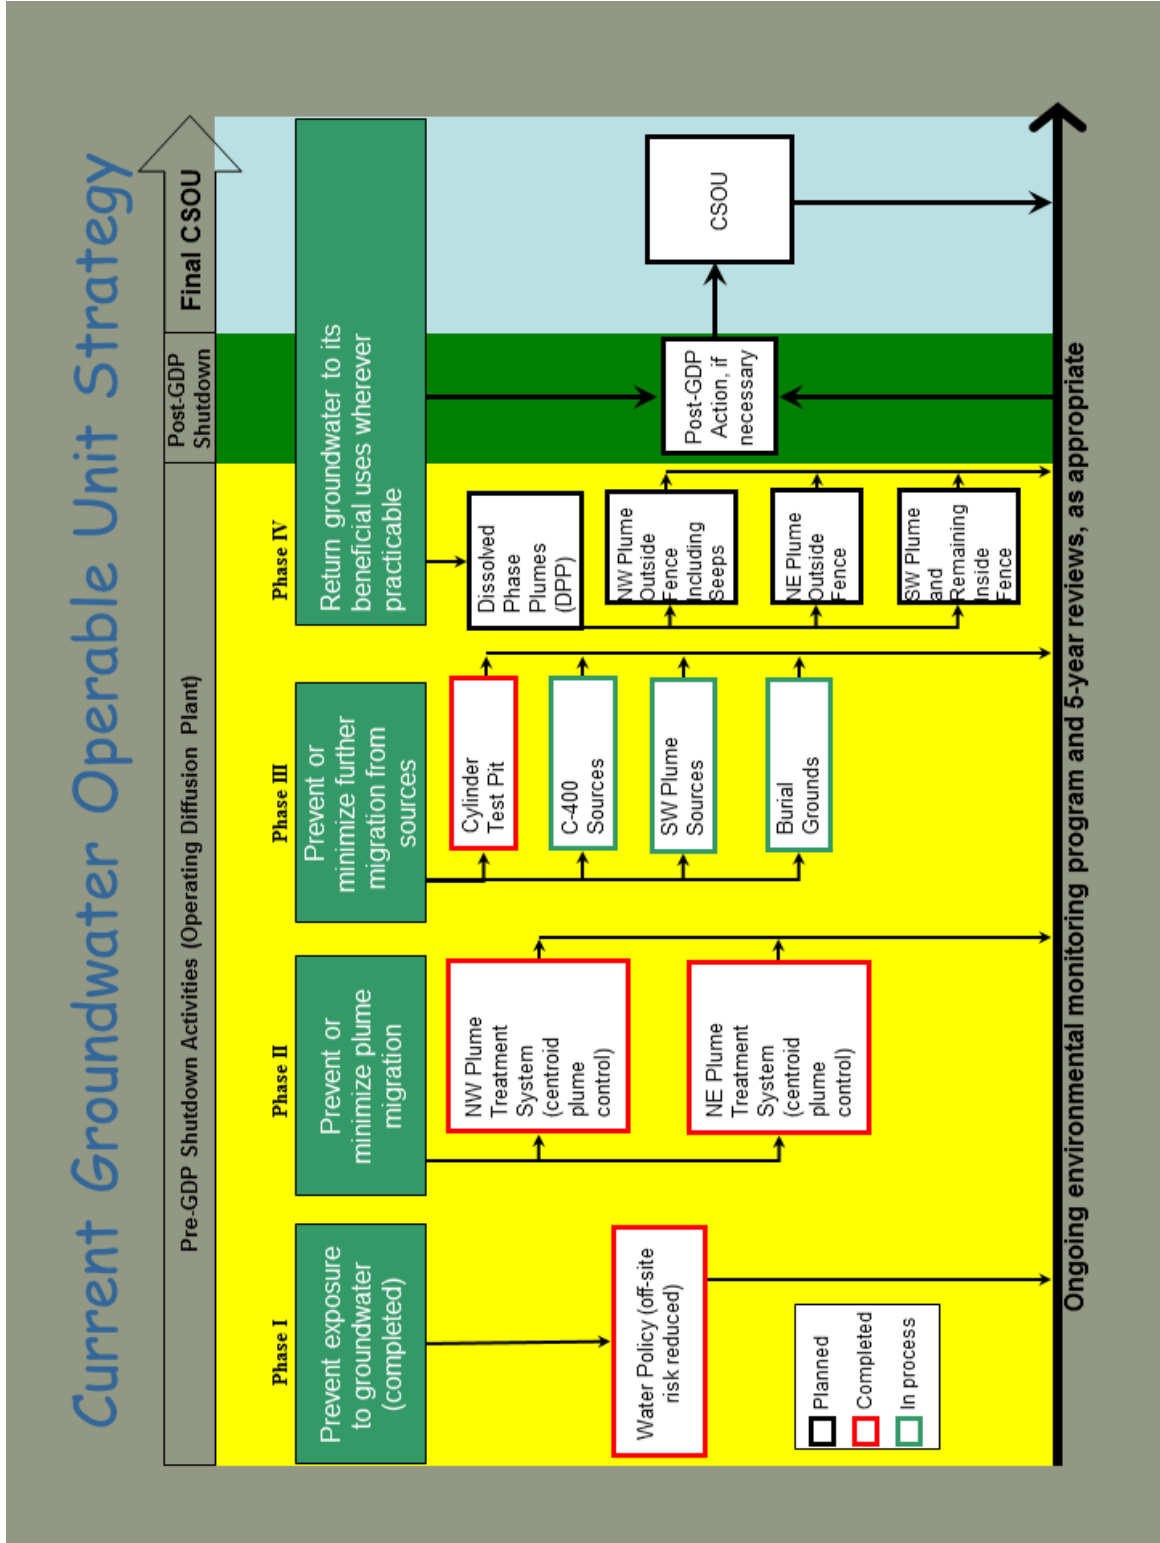 Current Groundwater Operable Unit Strategy
Pre-GDP Shutdown Activities (Operating Diffusion Plant)
Post-GDP
Shutdown
Final CSOU
Phase I
Prevent exposure
to groundwater
(completed)
Water Policy (off-site
risk reduced)
Phase II
Prevent or
minimize plume
migration
NW Plume
Treatment
System
(centroid
plume
control)
NE Plume
Treatment
System
(centroid
plume
control)
Phase III
Prevent or
minimize further
migration from
sources
Cylinder
Test Pit
C-400
Sources
SW Plume
Sources
Burial
Grounds
Phase IV
Return groundwater to its
beneficial uses wherever
practicable
Dissolved
Phase
Plumes
(DPP)
NW Plume
Outside
Fence
Including
Seeps
NE Plume
Outside
Fence
SW Plume
and
Remaining
Inside
Fence
Post-GDP
Action, if
necessary
CSOU
Planned
Completed
In process
Ongoing environmental monitoring program and 5-year reviews, as appropriate